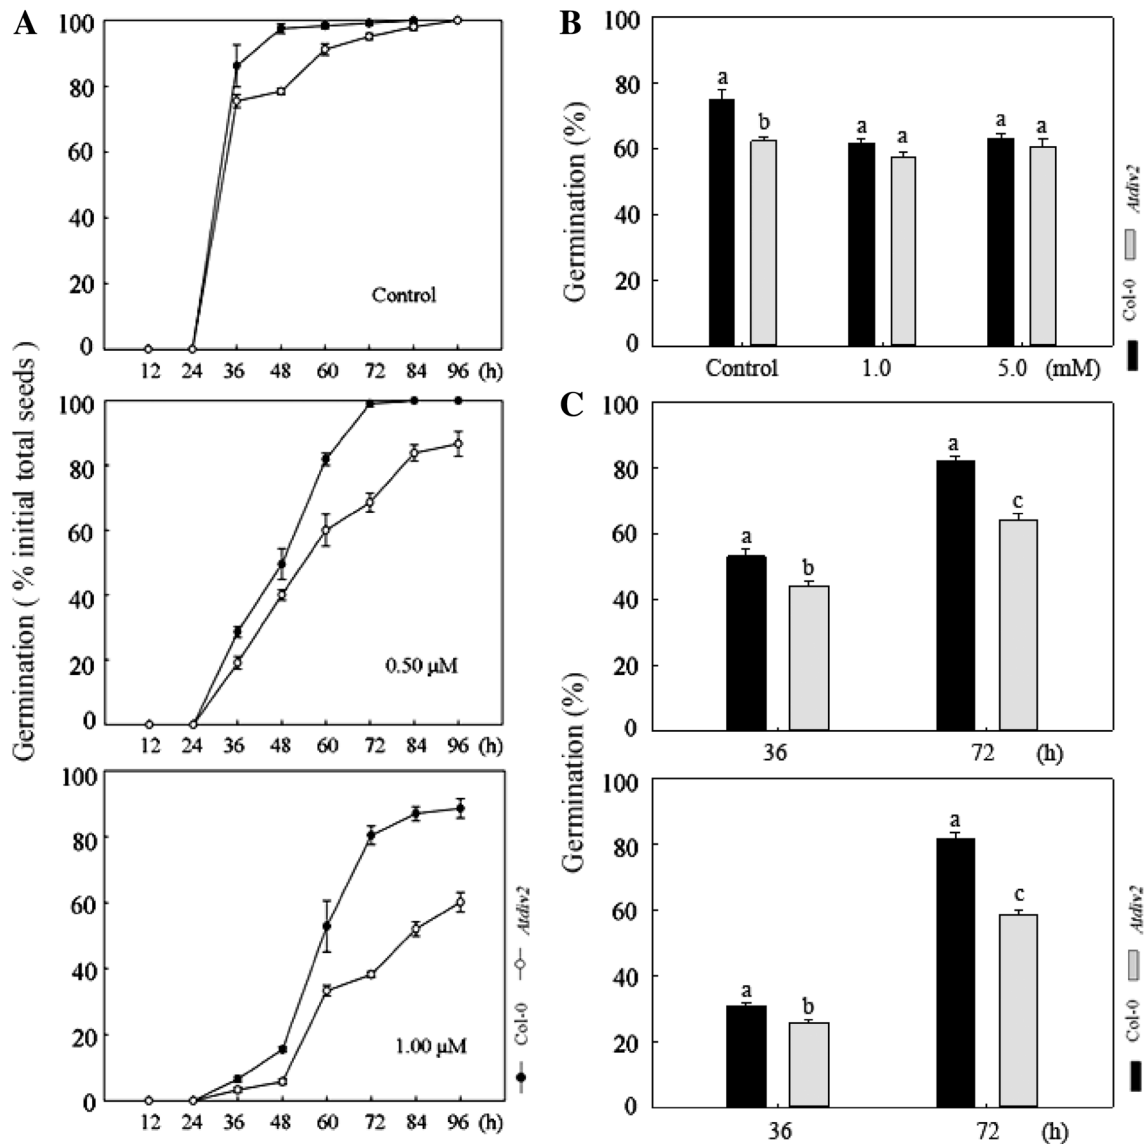 A
Germination ( % initial total seeds)
100
80
60
40
20
0
Control
12 24 36 48 60 72 84 96 (h)
100
80
60
40
20
0
0.50 μM
12 24 36 48 60 72 84 96 (h)
100
80
60
40
20
0
1.00 μM
12 24 36 48 60 72 84 96 (h)
Col-0 Atdiv2
B
Germination (%)
100
80
60
40
20
0
a b a a a a
Control 1.0 5.0 (mM)
Col-0 Atdiv2
C
Germination (%)
100
80
60
40
20
0
a b a c
36 72 (h)
100
80
60
40
20
0
a b a c
36 72 (h)
Col-0 Atdiv2